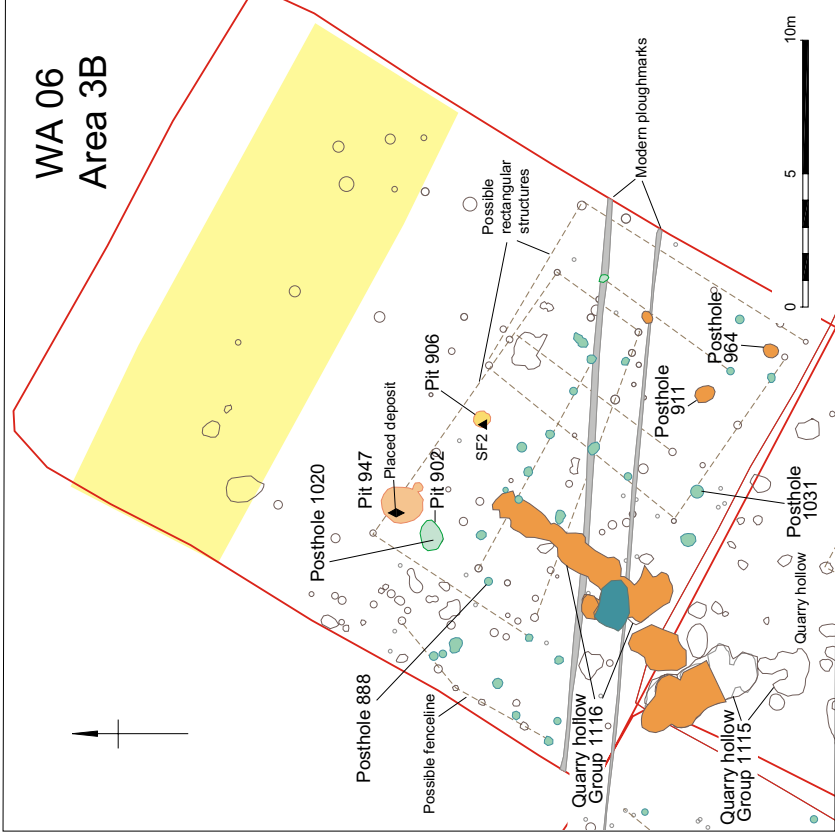 WA 06
Area 3B
Posthole 1020
Pit 947
Placed deposit
Pit 902
Pit 906
SF2
Possible
rectangular
structures
Modern ploughmarks
Posthole 888
Possible fenceline
Quarry hollow
Group 1116
Quarry hollow
Group 1115
Quarry hollow
Posthole
1031
Posthole
911
Posthole
964
0
5
10m